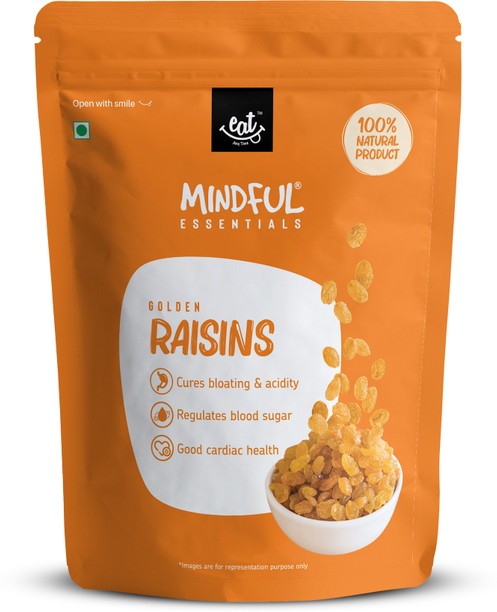 Open with smile
eat
Any Time
TM
100%
NATURAL
PRODUCT
MINDFUL®
ESSENTIALS
GOLDEN
RAISINS
Cures bloating & acidity
Regulates blood sugar
Good cardiac health
*Images are for representation purpose only